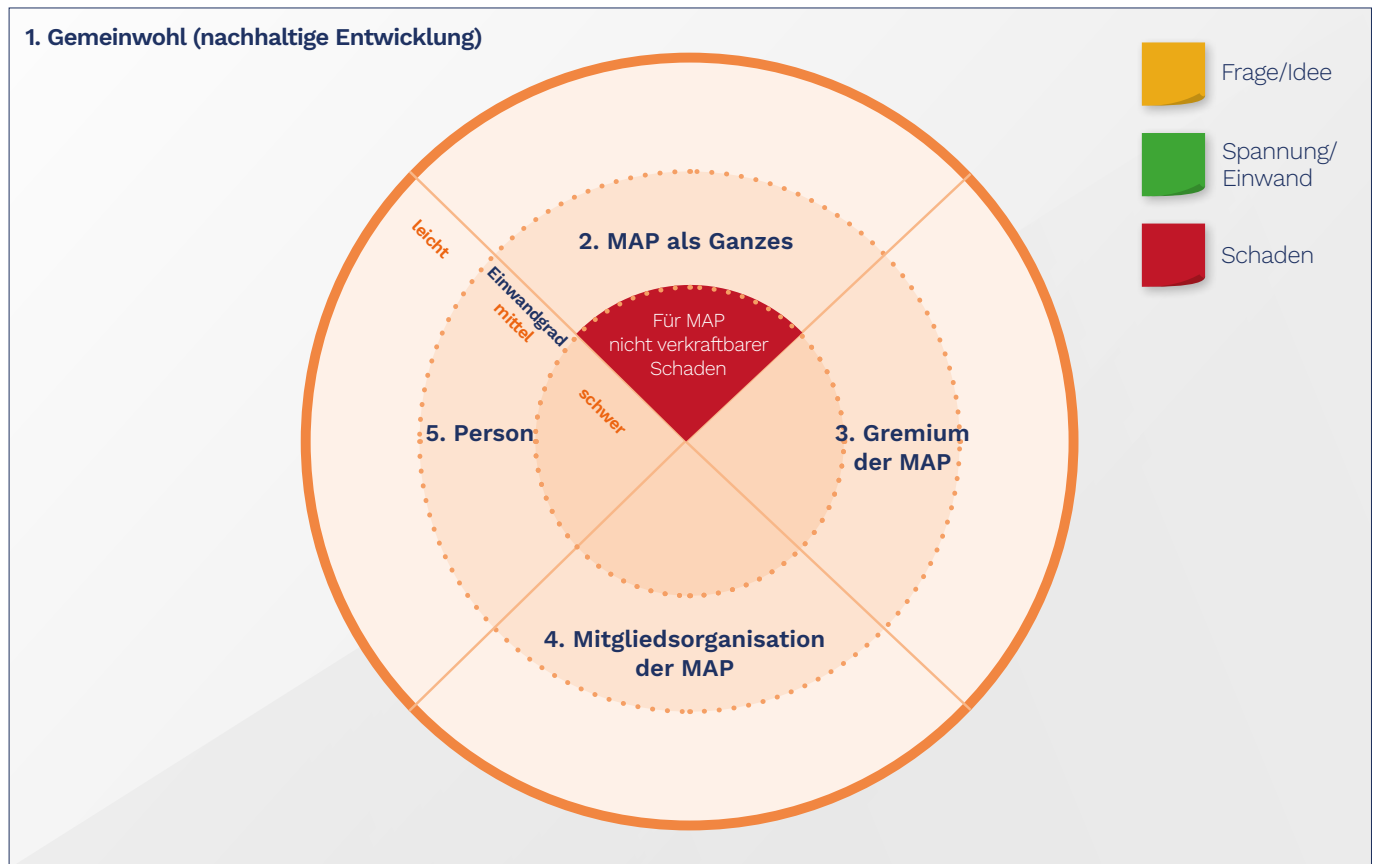 1. Gemeinwohl (nachhaltige Entwicklung)
Frage/Idee
Spannung/
Einwand
Schaden
leicht
Einwandgrad
mittel
schwer
2. MAP als Ganzes
Für MAP
nicht verkraftbarer
Schaden
5. Person
3. Gremium
der MAP
4. Mitgliedsorganisation
der MAP